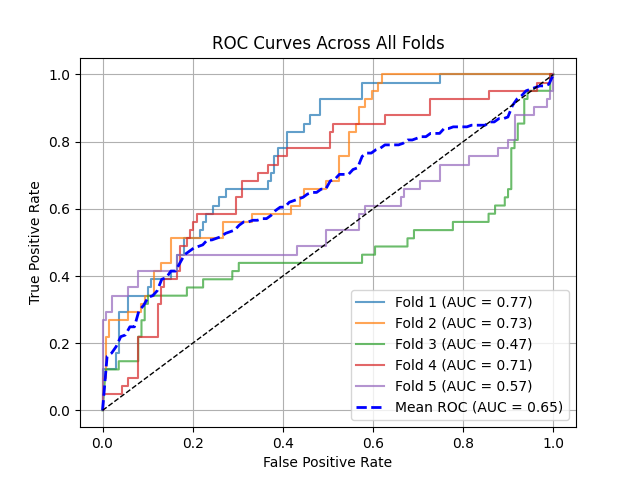 ROC Curves Across All Folds
True Positive Rate
1.0
0.8
0.6
0.4
0.2
0.0
Fold 1 (AUC = 0.77)
Fold 2 (AUC = 0.73)
Fold 3 (AUC = 0.47)
Fold 4 (AUC = 0.71)
Fold 5 (AUC = 0.57)
Mean ROC (AUC = 0.65)
0.0 0.2 0.4 0.6 0.8 1.0
False Positive Rate